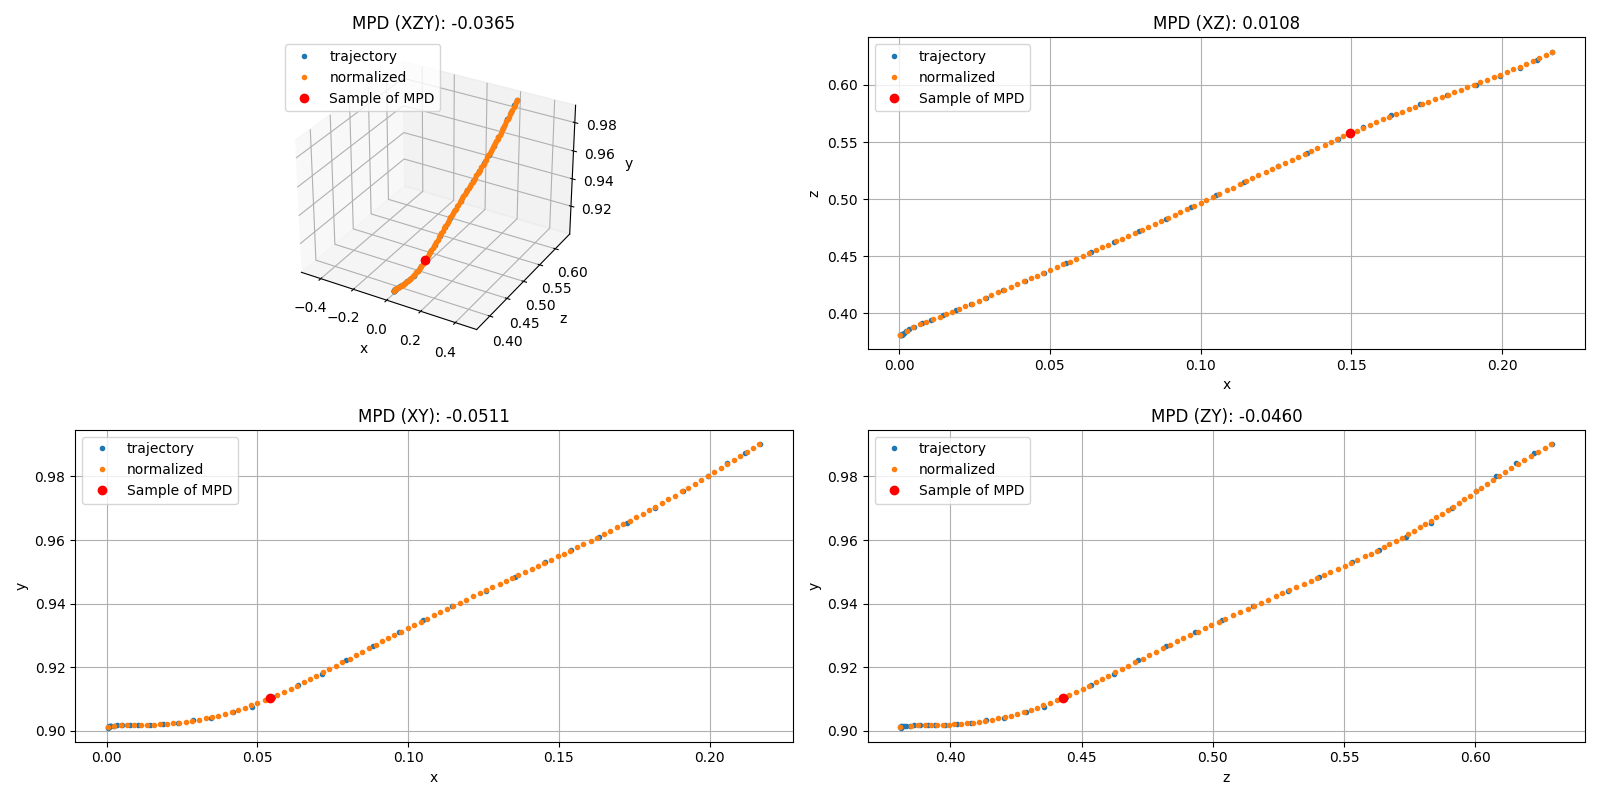 MPD (XZY): -0.0365
trajectory
normalized
Sample of MPD
0.98
0.96
0.94
0.92
y
0.60
0.55
0.50
0.45
0.40
z
−0.4
−0.2
0.0
0.2
0.4
x
MPD (XZ): 0.0108
trajectory
normalized
Sample of MPD
0.60
0.55
0.50
0.45
0.40
z
0.00 0.05 0.10 0.15 0.20
x
MPD (XY): -0.0511
trajectory
normalized
Sample of MPD
0.98
0.96
0.94
0.92
0.90
y
0.00 0.05 0.10 0.15 0.20
x
MPD (ZY): -0.0460
trajectory
normalized
Sample of MPD
0.98
0.96
0.94
0.92
0.90
y
0.40 0.45 0.50 0.55 0.60
z